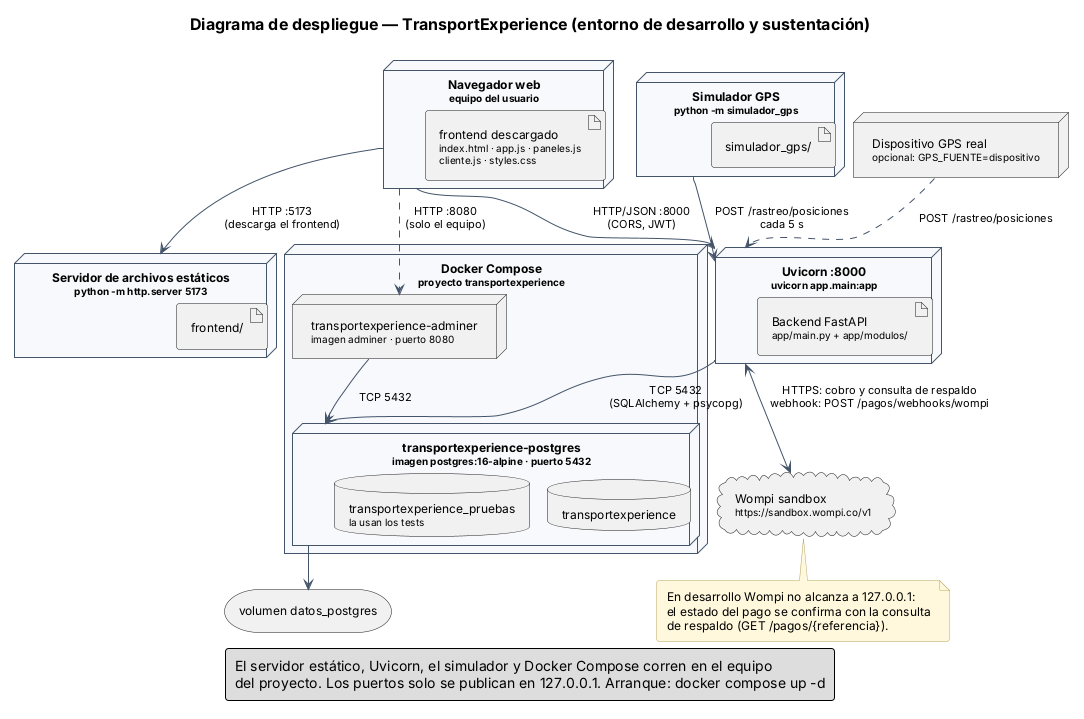 Diagrama de despliegue — TransportExperience (entorno de desarrollo y sustentación)
Navegador web
equipo del usuario
frontend descargado
index.html · app.js · paneles.js
cliente.js · styles.css
Simulador GPS
python -m simulador_gps
simulador_gps/
Dispositivo GPS real
opcional: GPS_FUENTE=dispositivo
HTTP :5173
(descarga el frontend)
HTTP :8080
(solo el equipo)
HTTP/JSON :8000
(CORS, JWT)
POST /rastreo/posiciones
cada 5 s
POST /rastreo/posiciones
Servidor de archivos estáticos
python -m http.server 5173
frontend/
Docker Compose
proyecto transportexperience
transportexperience-adminer
imagen adminer · puerto 8080
Uvicorn :8000
uvicorn app.main:app
Backend FastAPI
app/main.py + app/modulos/
TCP 5432
TCP 5432
(SQLAlchemy + psycopg)
HTTPS: cobro y consulta de respaldo
webhook: POST /pagos/webhooks/wompi
transportexperience-postgres
imagen postgres:16-alpine · puerto 5432
transportexperience_pruebas
la usan los tests
transportexperience
Wompi sandbox
https://sandbox.wompi.co/v1
volumen datos_postgres
En desarrollo Wompi no alcanza a 127.0.0.1:
el estado del pago se confirma con la consulta
de respaldo (GET /pagos/{referencia}).
El servidor estático, Uvicorn, el simulador y Docker Compose corren en el equipo
del proyecto. Los puertos solo se publican en 127.0.0.1. Arranque: docker compose up -d